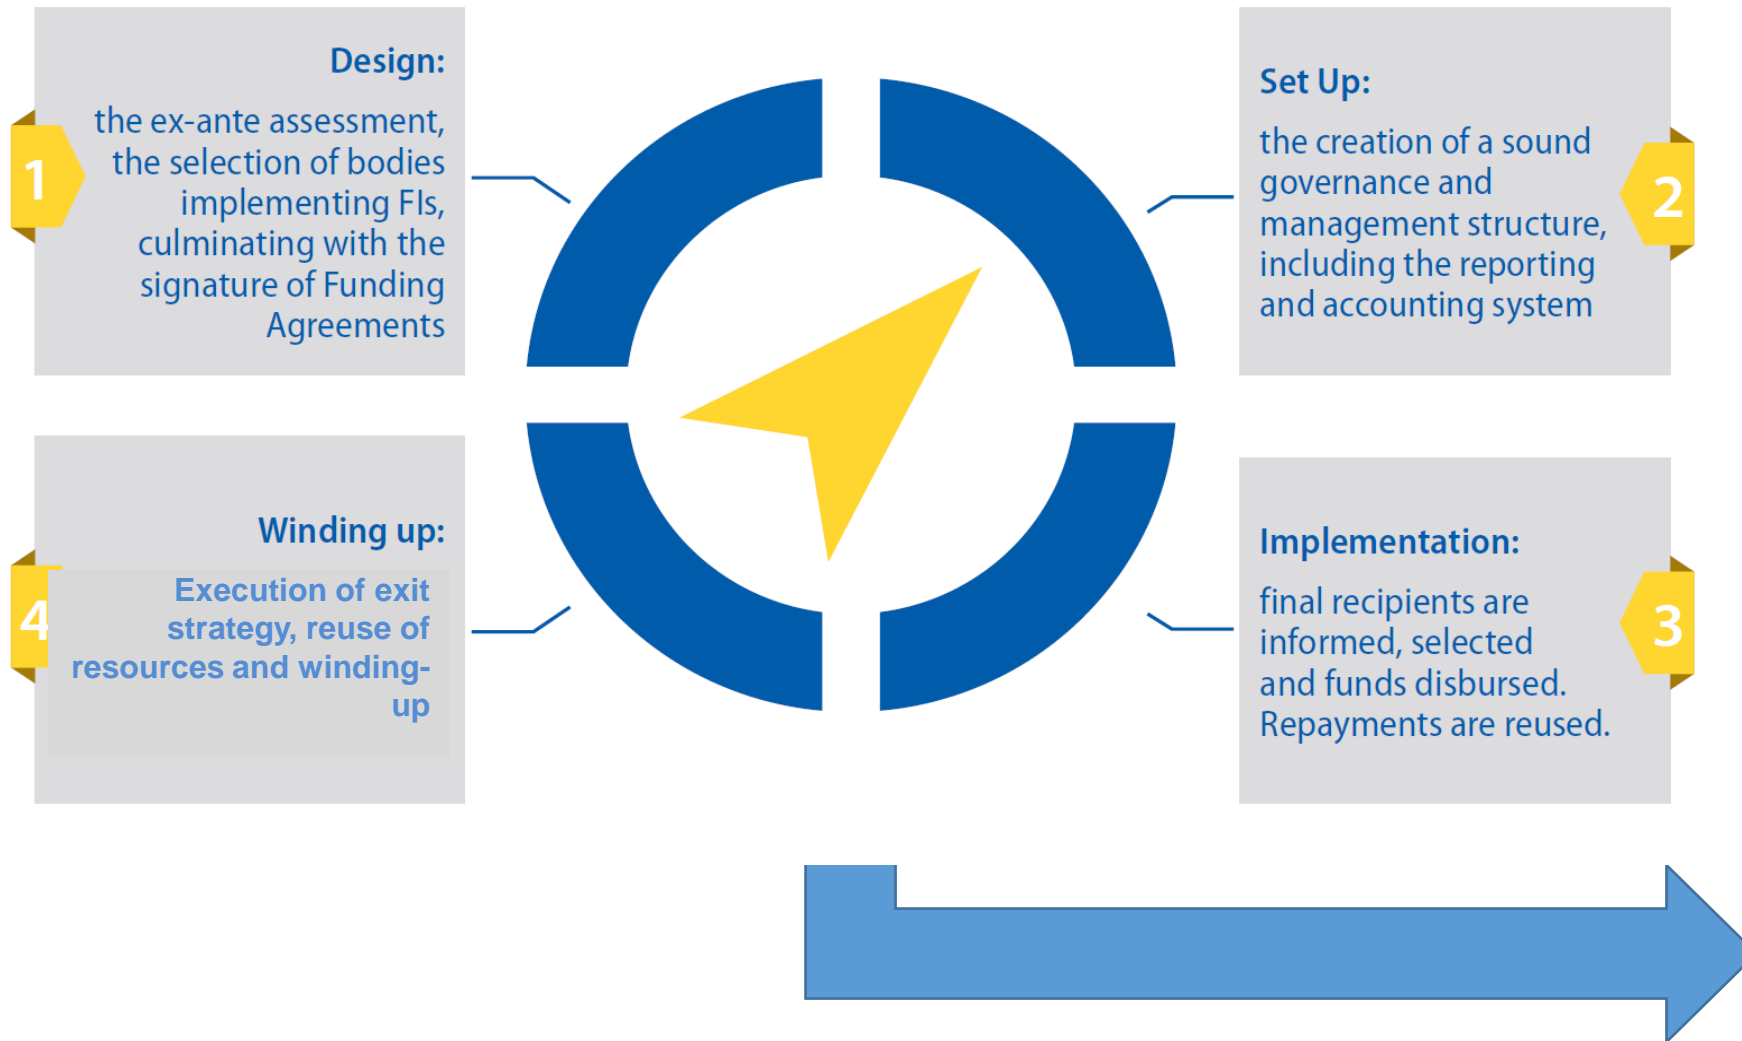 1
Design:
the ex-ante assessment,
the selection of bodies
implementing FIs,
culminating with the
signature of Funding
Agreements
2
Set Up:
the creation of a sound
governance and
management structure,
including the reporting
and accounting system
3
Implementation:
final recipients are
informed, selected
and funds disbursed.
Repayments are reused.
4
Winding up:
Execution of exit
strategy, reuse of
resources and winding-
up